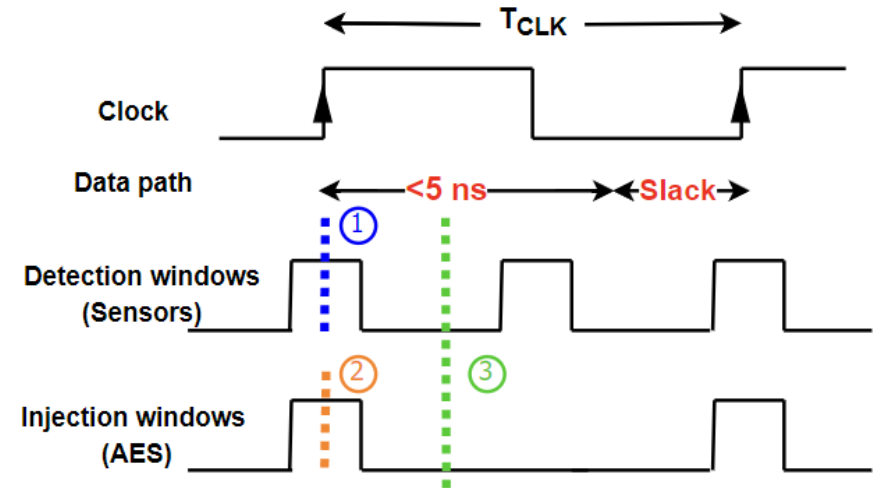 TCLK
Clock
Data path
<5 ns
Slack
1
Detection windows
(Sensors)
2
3
Injection windows
(AES)